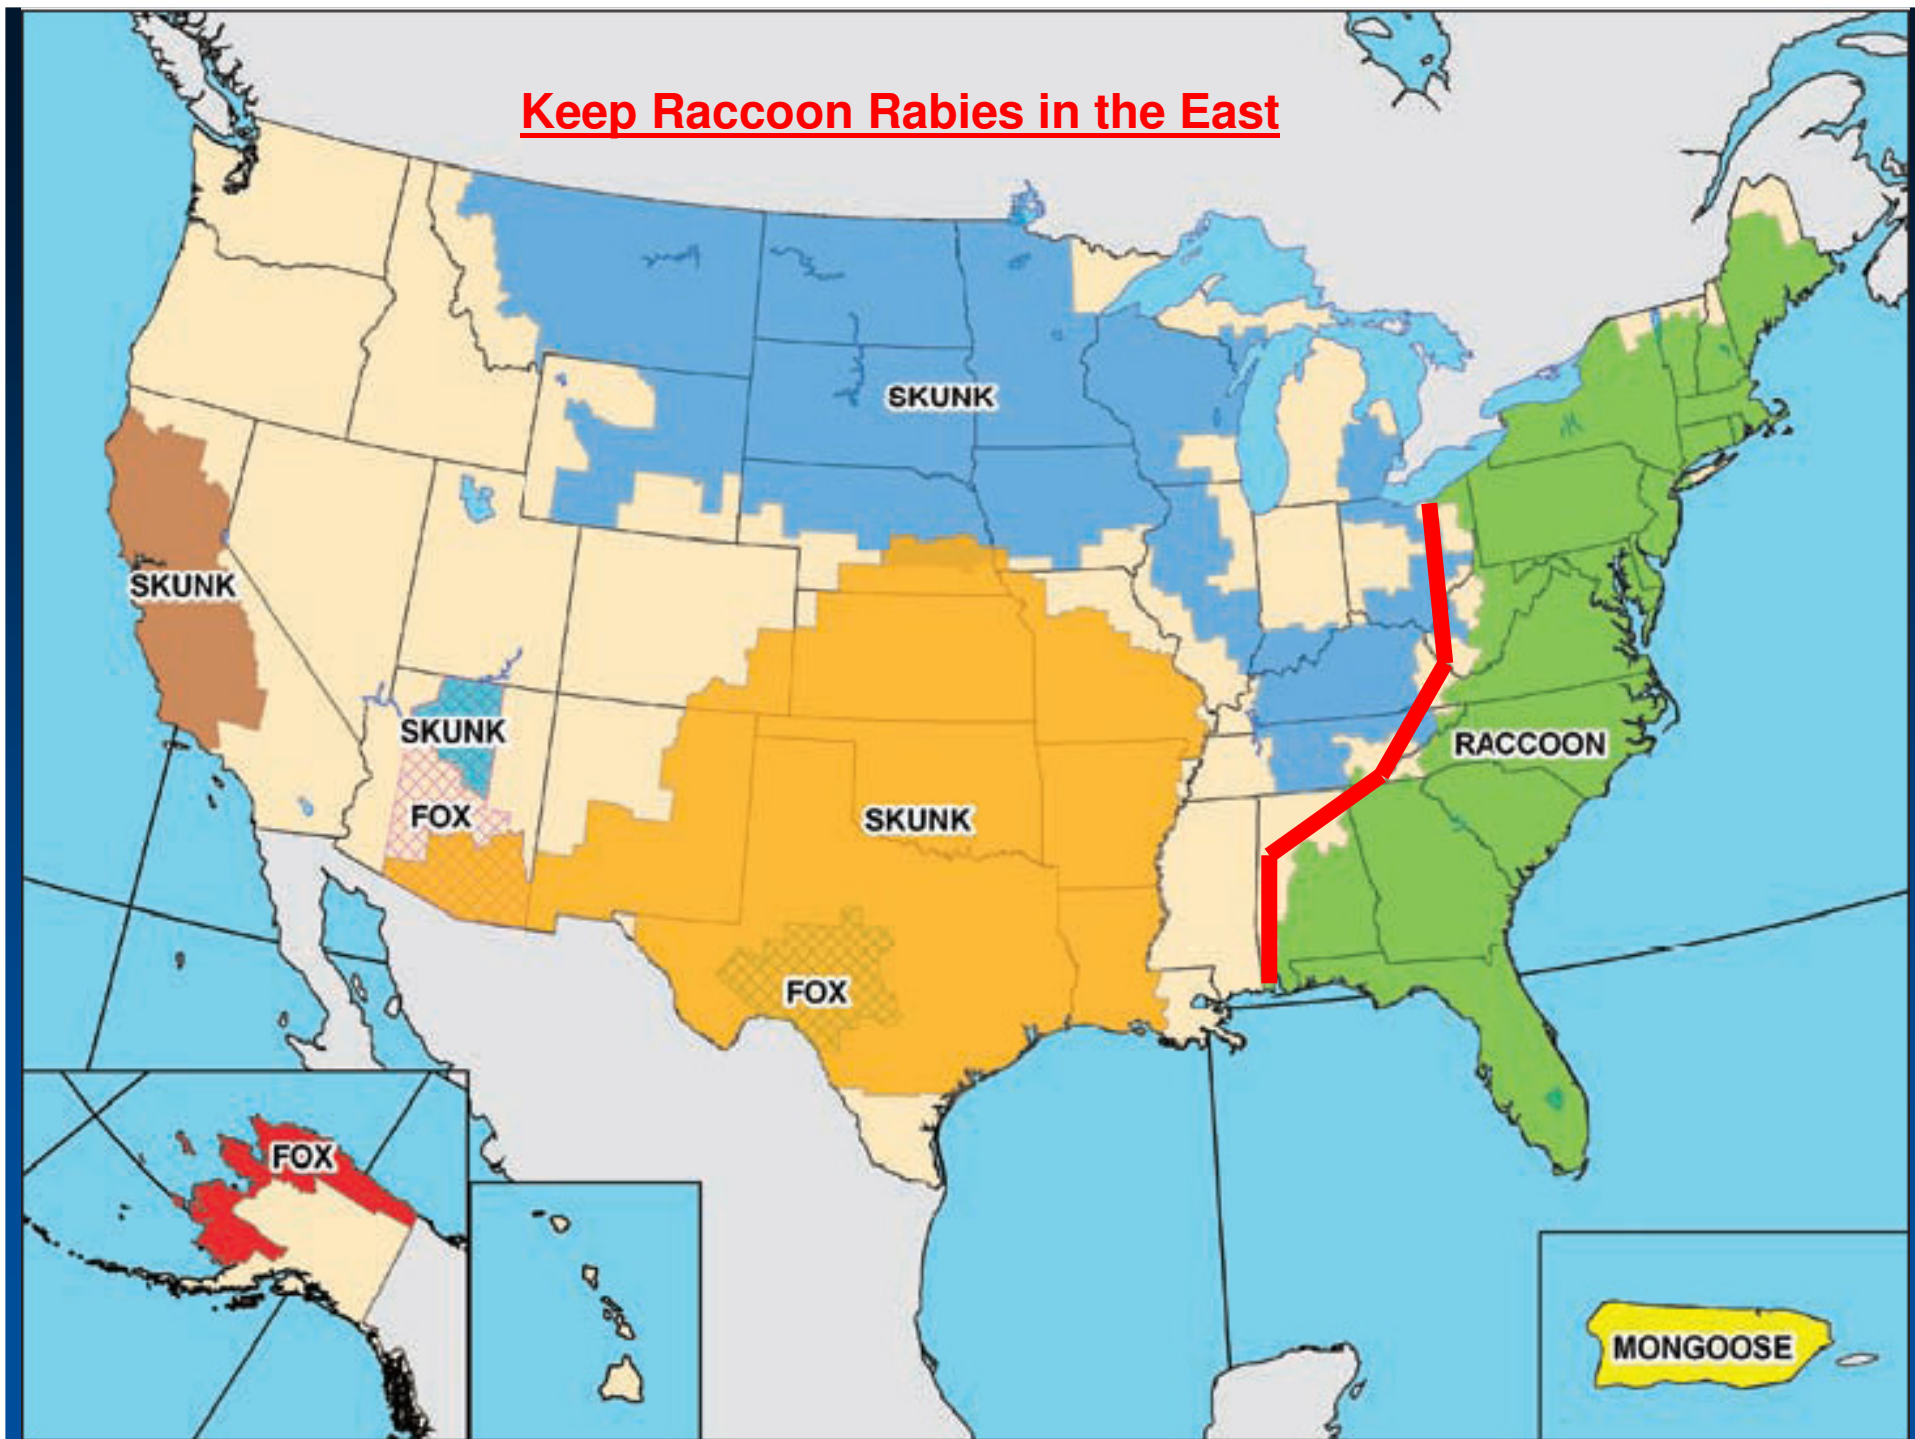 Keep Raccoon Rabies in the East
SKUNK
SKUNK
SKUNK
RACCOON
FOX
SKUNK
FOX
FOX
MONGOOSE